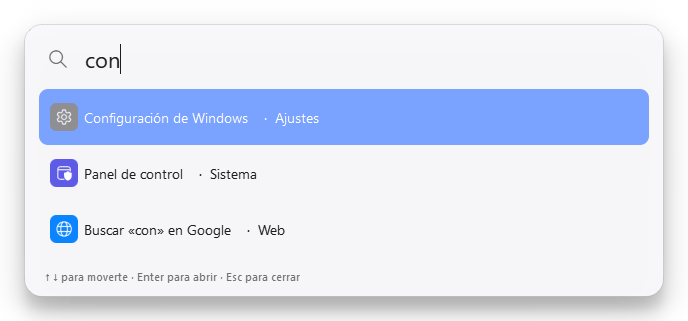 con
Configuración de Windows · Ajustes
Panel de control · Sistema
Buscar «con» en Google · Web
↑↓ para moverte · Enter para abrir · Esc para cerrar